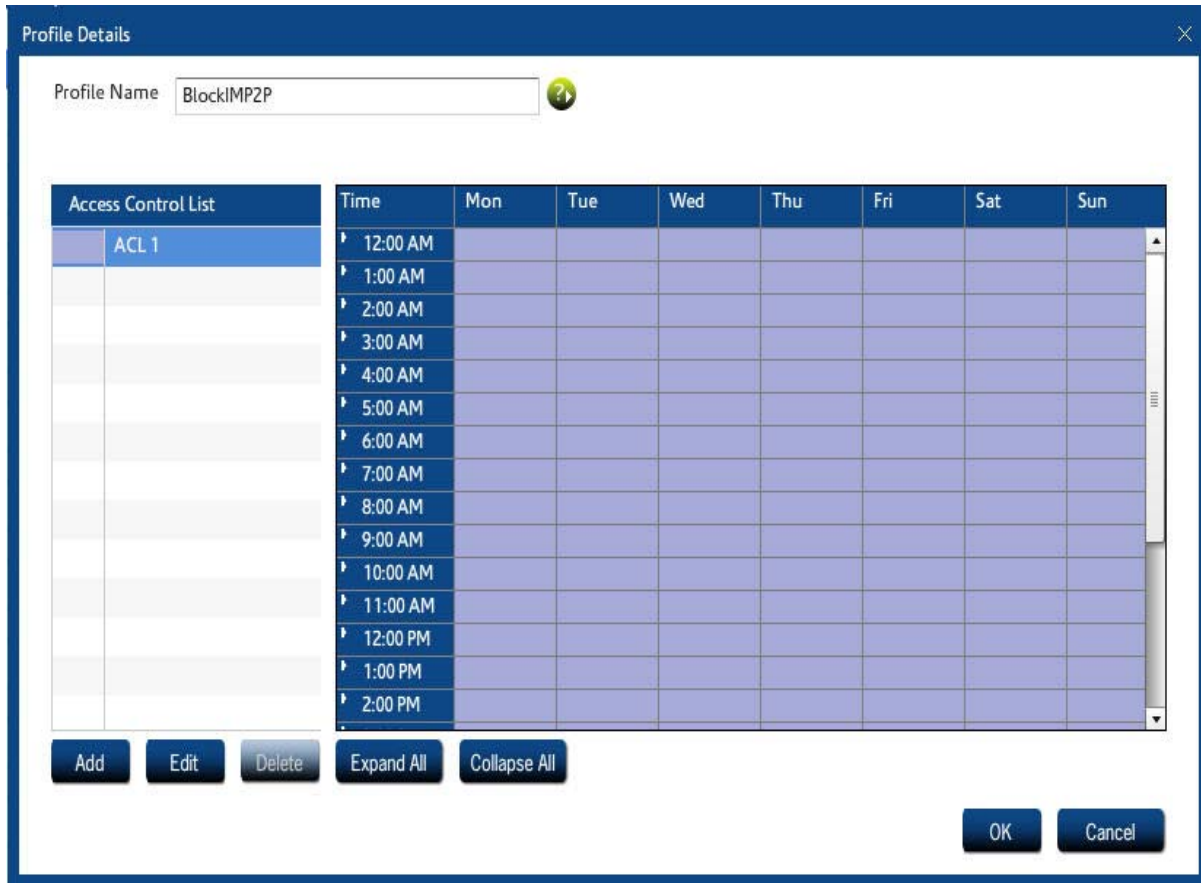 Profile Details
Profile Name BlockIMP2P ?
Access Control List Time Mon Tue Wed Thu Fri Sat Sun
ACL 1 12:00 AM
1:00 AM
2:00 AM
3:00 AM
4:00 AM
5:00 AM
6:00 AM
7:00 AM
8:00 AM
9:00 AM
10:00 AM
11:00 AM
12:00 PM
1:00 PM
2:00 PM
Add Edit Delete Expand All Collapse All
OK Cancel